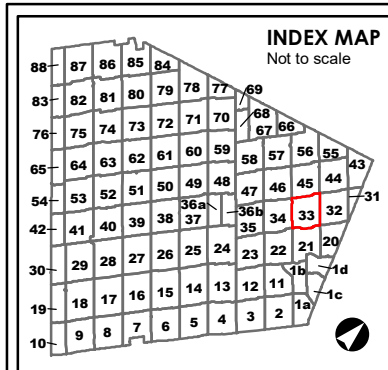 INDEX MAP
Not to scale
88 87 86 85 84
83 82 81 80 79 78 77 69
76 75 74 73 72 71 70 68 67 66
65 64 63 62 61 60 59 58 57 56 55 43
54 53 52 51 50 49 48 47 46 45 44 31
42 41 40 39 38 37 36a 36b 35 34 33 32
30 29 28 27 26 25 24 23 22 21 20
19 18 17 16 15 14 13 12 11 1b 1d
10 9 8 7 6 5 4 3 2 1a 1c